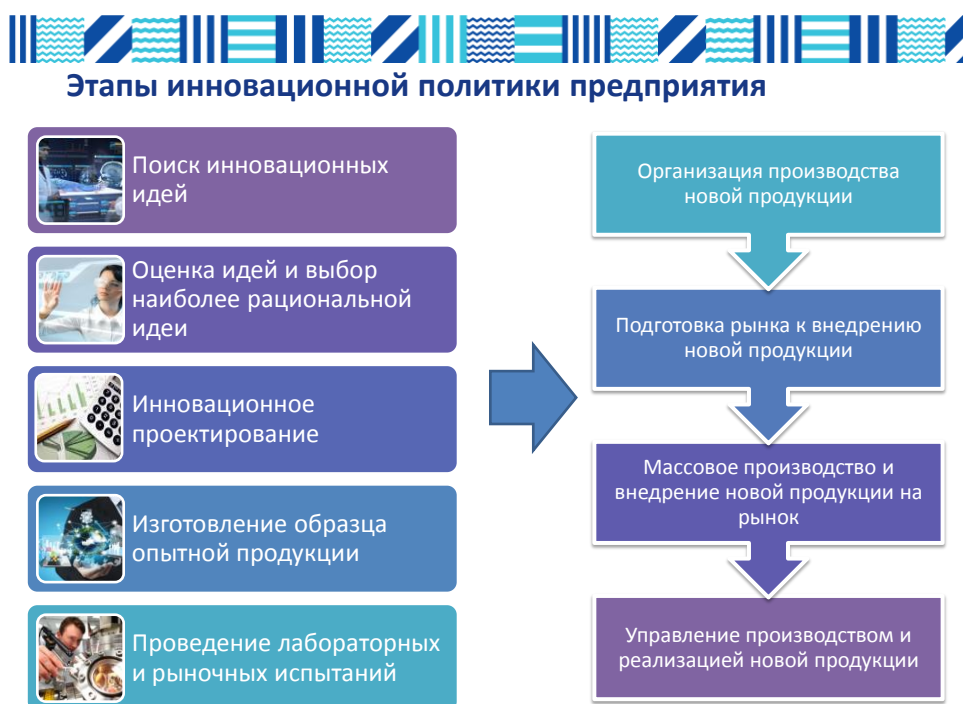 Этапы инновационной политики предприятия
Поиск инновационных
идей
Оценка идей и выбор
наиболее рациональной
идеи
Инновационное
проектирование
Изготовление образца
опытной продукции
Проведение лабораторных
и рыночных испытаний
Организация производства
новой продукции
Подготовка рынка к внедрению
новой продукции
Массовое производство и
внедрение новой продукции на
рынок
Управление производством и
реализацией новой продукции